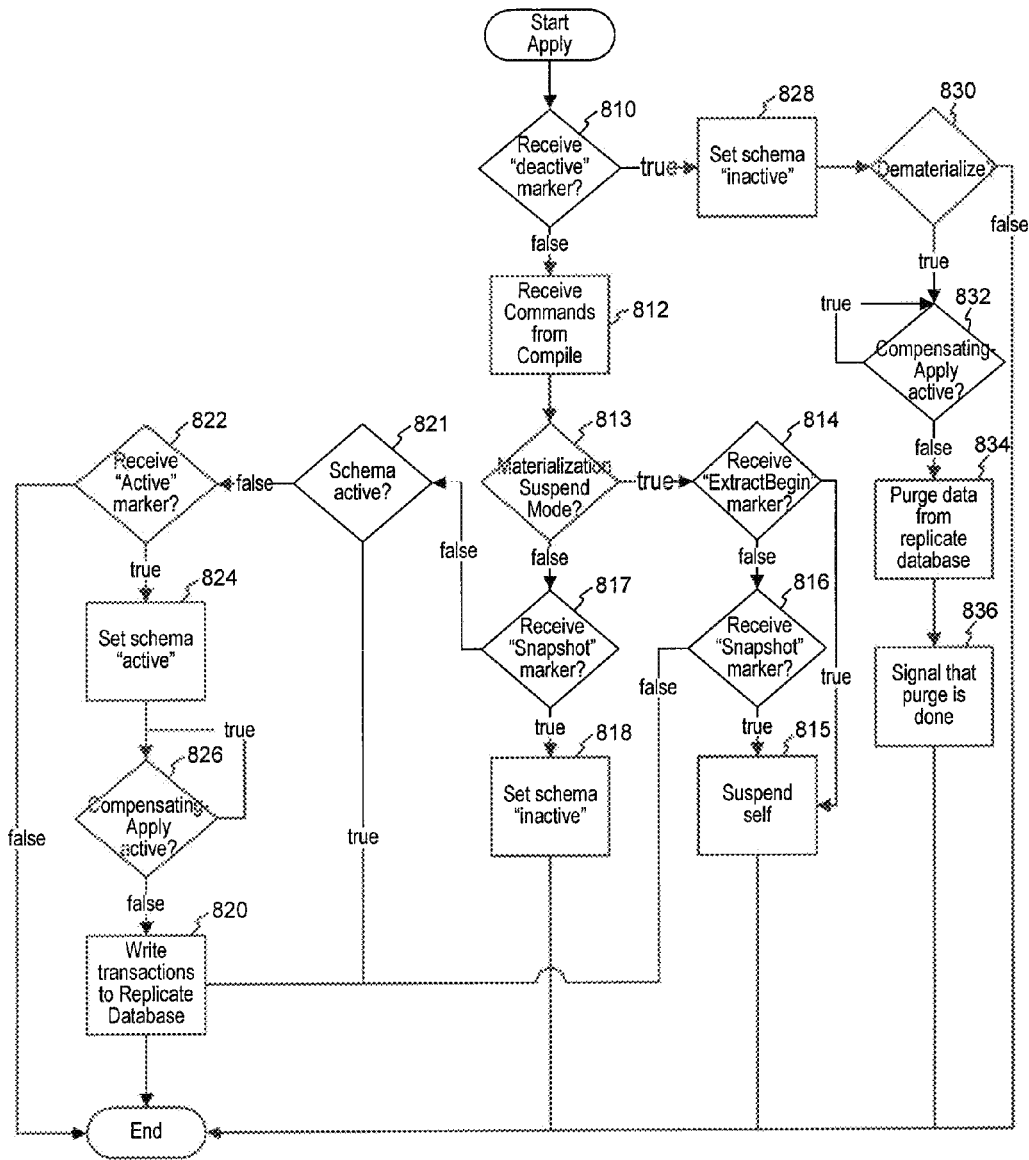 Start
Apply
810
Receive
“deactive”
marker?
true
828
Set schema
“inactive”
830
Dematerialize
false
false
true
Receive
Commands
from
Compile
812
true
832
Compensating-
Apply
active?
false
822
Receive
“Active”
marker?
false
821
Schema
active?
813
Materialization
Suspend
Mode?
true
814
Receive
“ExtractBegin”
marker?
834
Purge data
from
replicate
database
true
false
false
false
824
Set schema
“active”
817
Receive
“Snapshot”
marker?
816
Receive
“Snapshot”
marker?
false
true
836
Signal that
purge is
done
true
true
true
826
Compensating-
Apply
active?
818
Set schema
“inactive”
815
Suspend
self
false
true
false
820
Write
transactions
to Replicate
Database
End